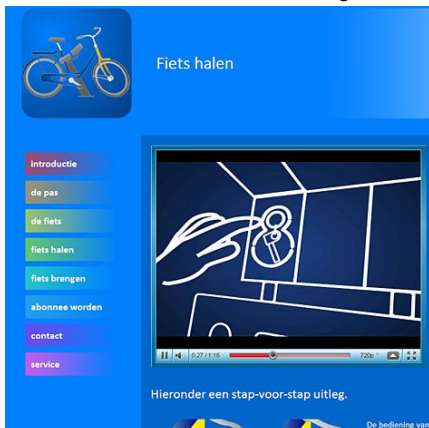 Fiets halen
introductie
de pas
de fiets
fiets halen
fiets brengen
abonnee worden
contact
service
0:27 / 1:16
720p
Hieronder een stap-voor-stap uitleg.
De bediening van